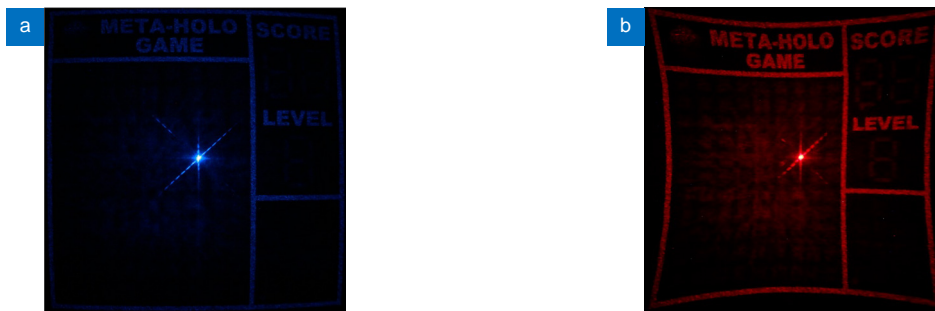 a
META-HOLO
GAME
SCORE
LEVEL
b
META-HOLO
GAME
SCORE
LEVEL